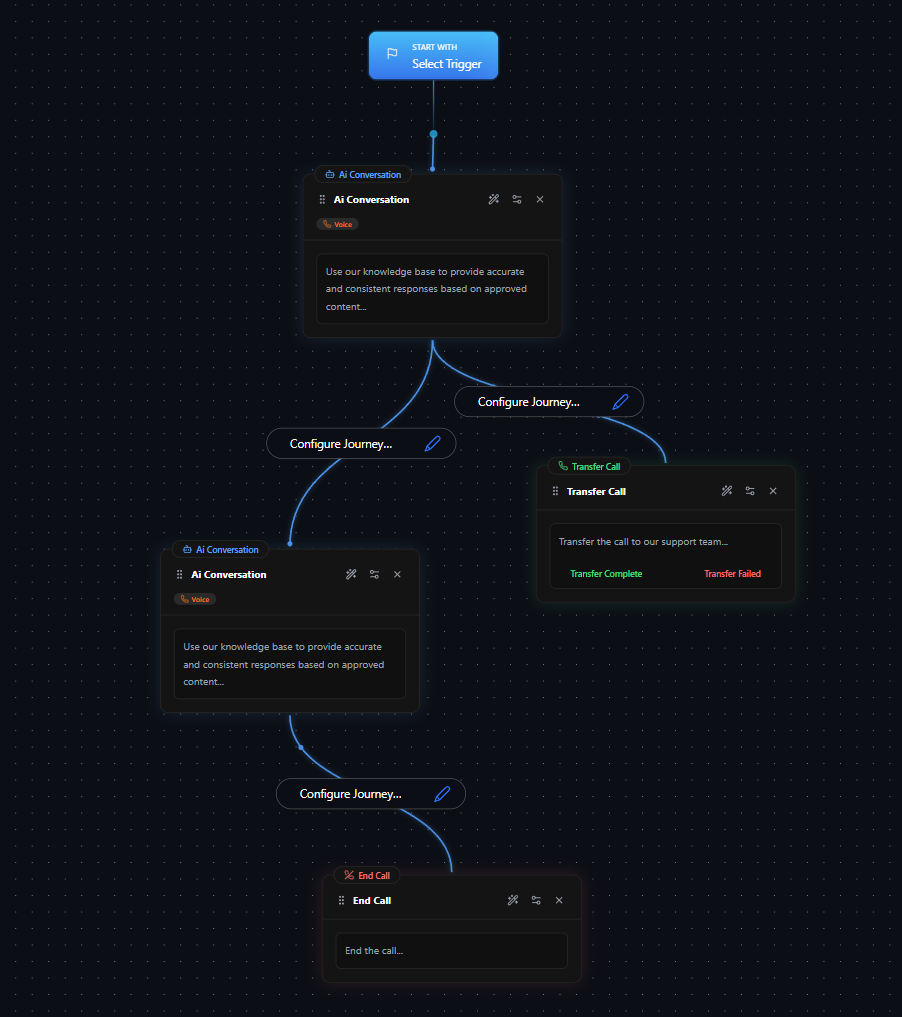 START WITH
Select Trigger
Ai Conversation
Ai Conversation
Voice
Use our knowledge base to provide accurate
and consistent responses based on approved
content...
Configure Journey...
Configure Journey...
Transfer Call
Transfer Call
Transfer the call to our support team...
Transfer Complete
Transfer Failed
Ai Conversation
Ai Conversation
Voice
Use our knowledge base to provide accurate
and consistent responses based on approved
content...
Configure Journey...
End Call
End Call
End the call...